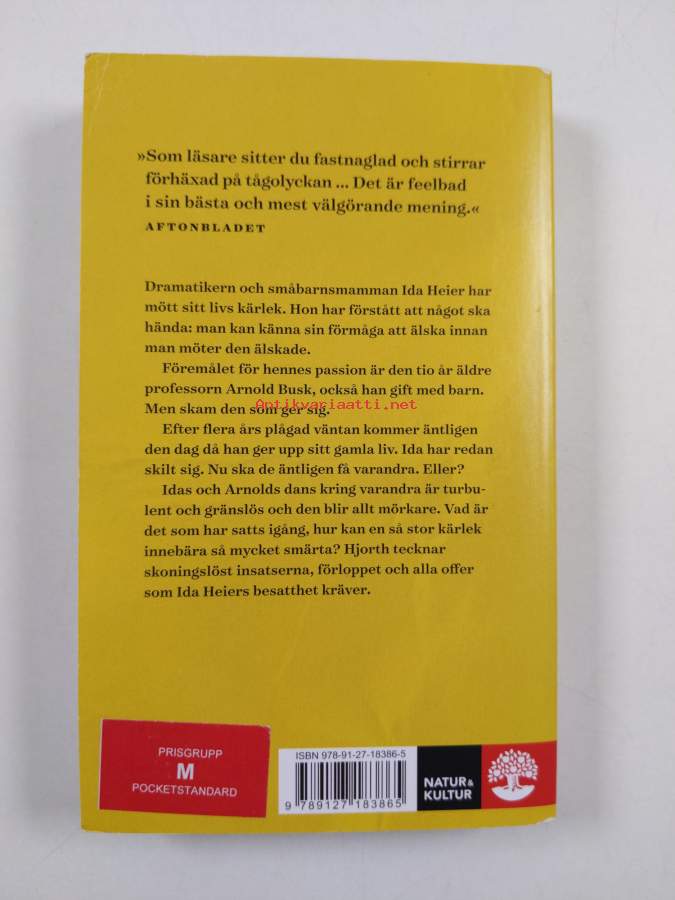 »Som läsare sitter du fastnaglad och stirrar
förhäxad på tågolyckan ... Det är feelbad
i sin bästa och mest välgörande mening.«
AFTONBLADET
Dramatikern och småbarnsmamman Ida Heier har
mött sitt livs kärlek. Hon har förstått att något ska
hända: man kan känna sin förmåga att älska innan
man möter den älskade.
Föremålet för hennes passion är den tio år äldre
professorn Arnold Busk, också han gift med barn.
Antikvariaatti.net
Men skam den som ger sig.
Efter flera års plågad väntan kommer äntligen
den dag då han ger upp sitt gamla liv. Ida har redan
skilt sig. Nu ska de äntligen få varandra. Eller?
Idas och Arnolds dans kring varandra är turbu-
lent och gränslös och den blir allt mörkare. Vad är
det som har satts igång, hur kan en så stor kärlek
innebära så mycket smärta? Hjorth tecknar
skoningslöst insatserna, förloppet och alla offer
som Ida Heiers besatthet kräver.
PRISGRUPP
M
POCKETSTANDARD
ISBN 978-91-27-18386-5
9 789127 183865
NATUR &
KULTUR